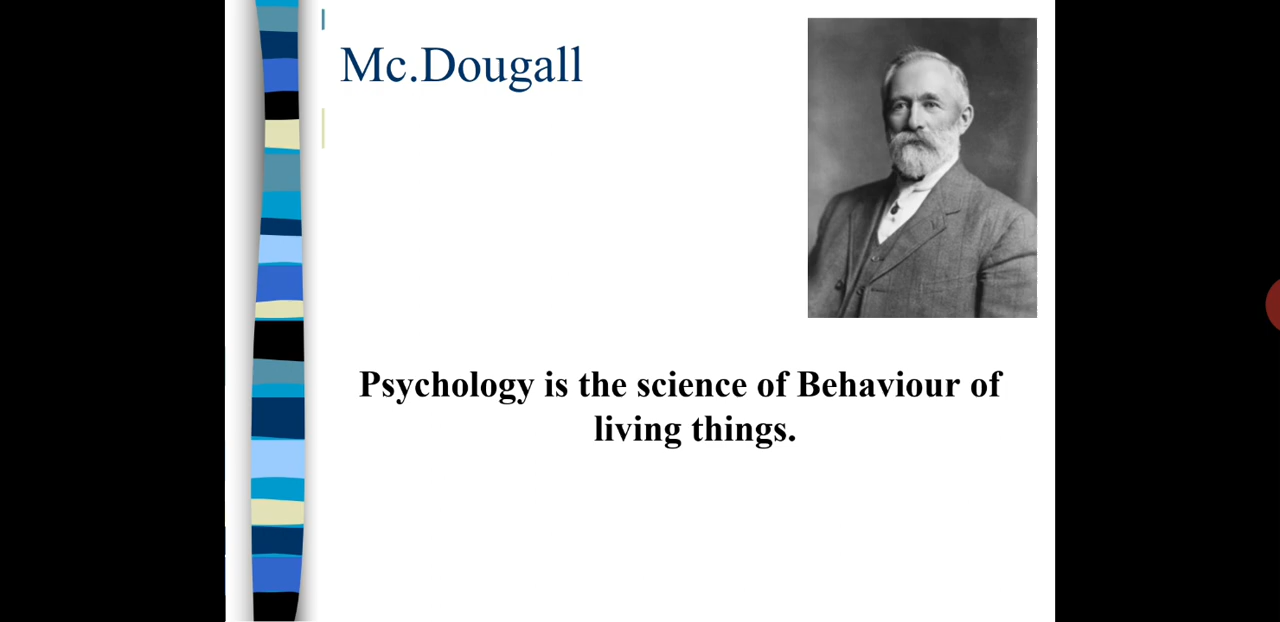 Mc.Dougall
Psychology is the science of Behaviour of
living things.